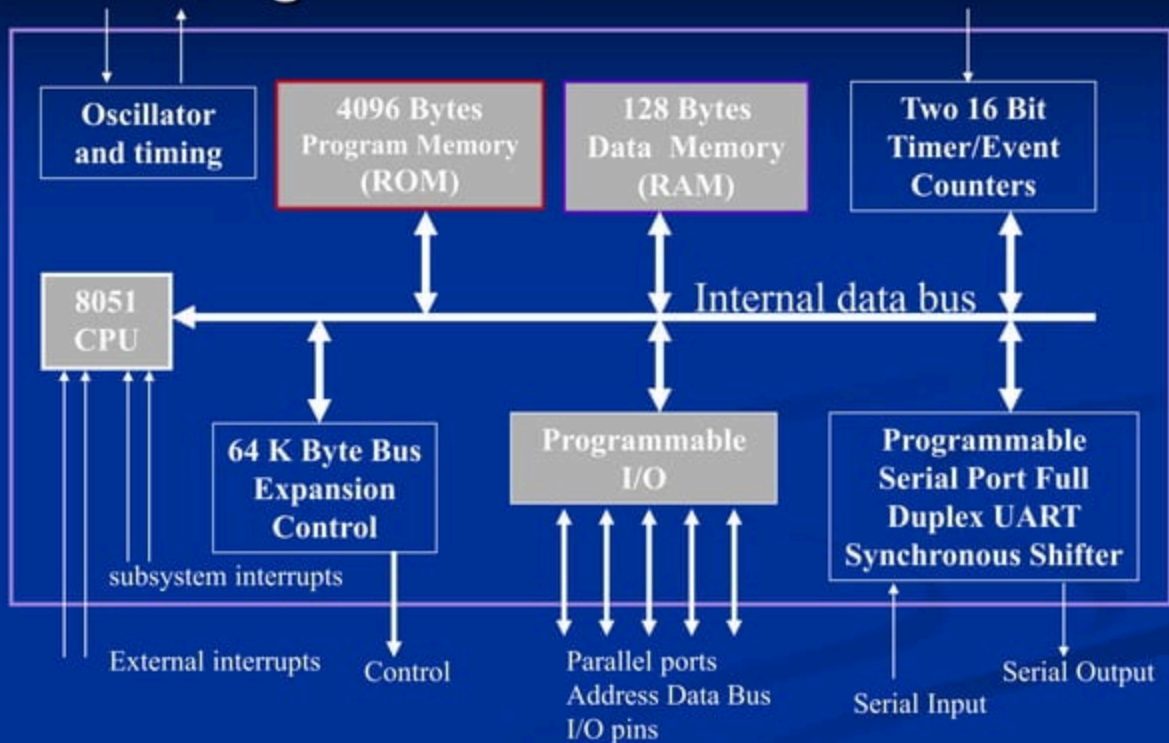 Oscillator
and timing
4096 Bytes
Program Memory
(ROM)
128 Bytes
Data Memory
(RAM)
Two 16 Bit
Timer/Event
Counters
8051
CPU
Internal data bus
64 K Byte Bus
Expansion
Control
Programmable
I/O
Programmable
Serial Port Full
Duplex UART
Synchronous Shifter
subsystem interrupts
External interrupts
Control
Parallel ports
Address Data Bus
I/O pins
Serial Input
Serial Output